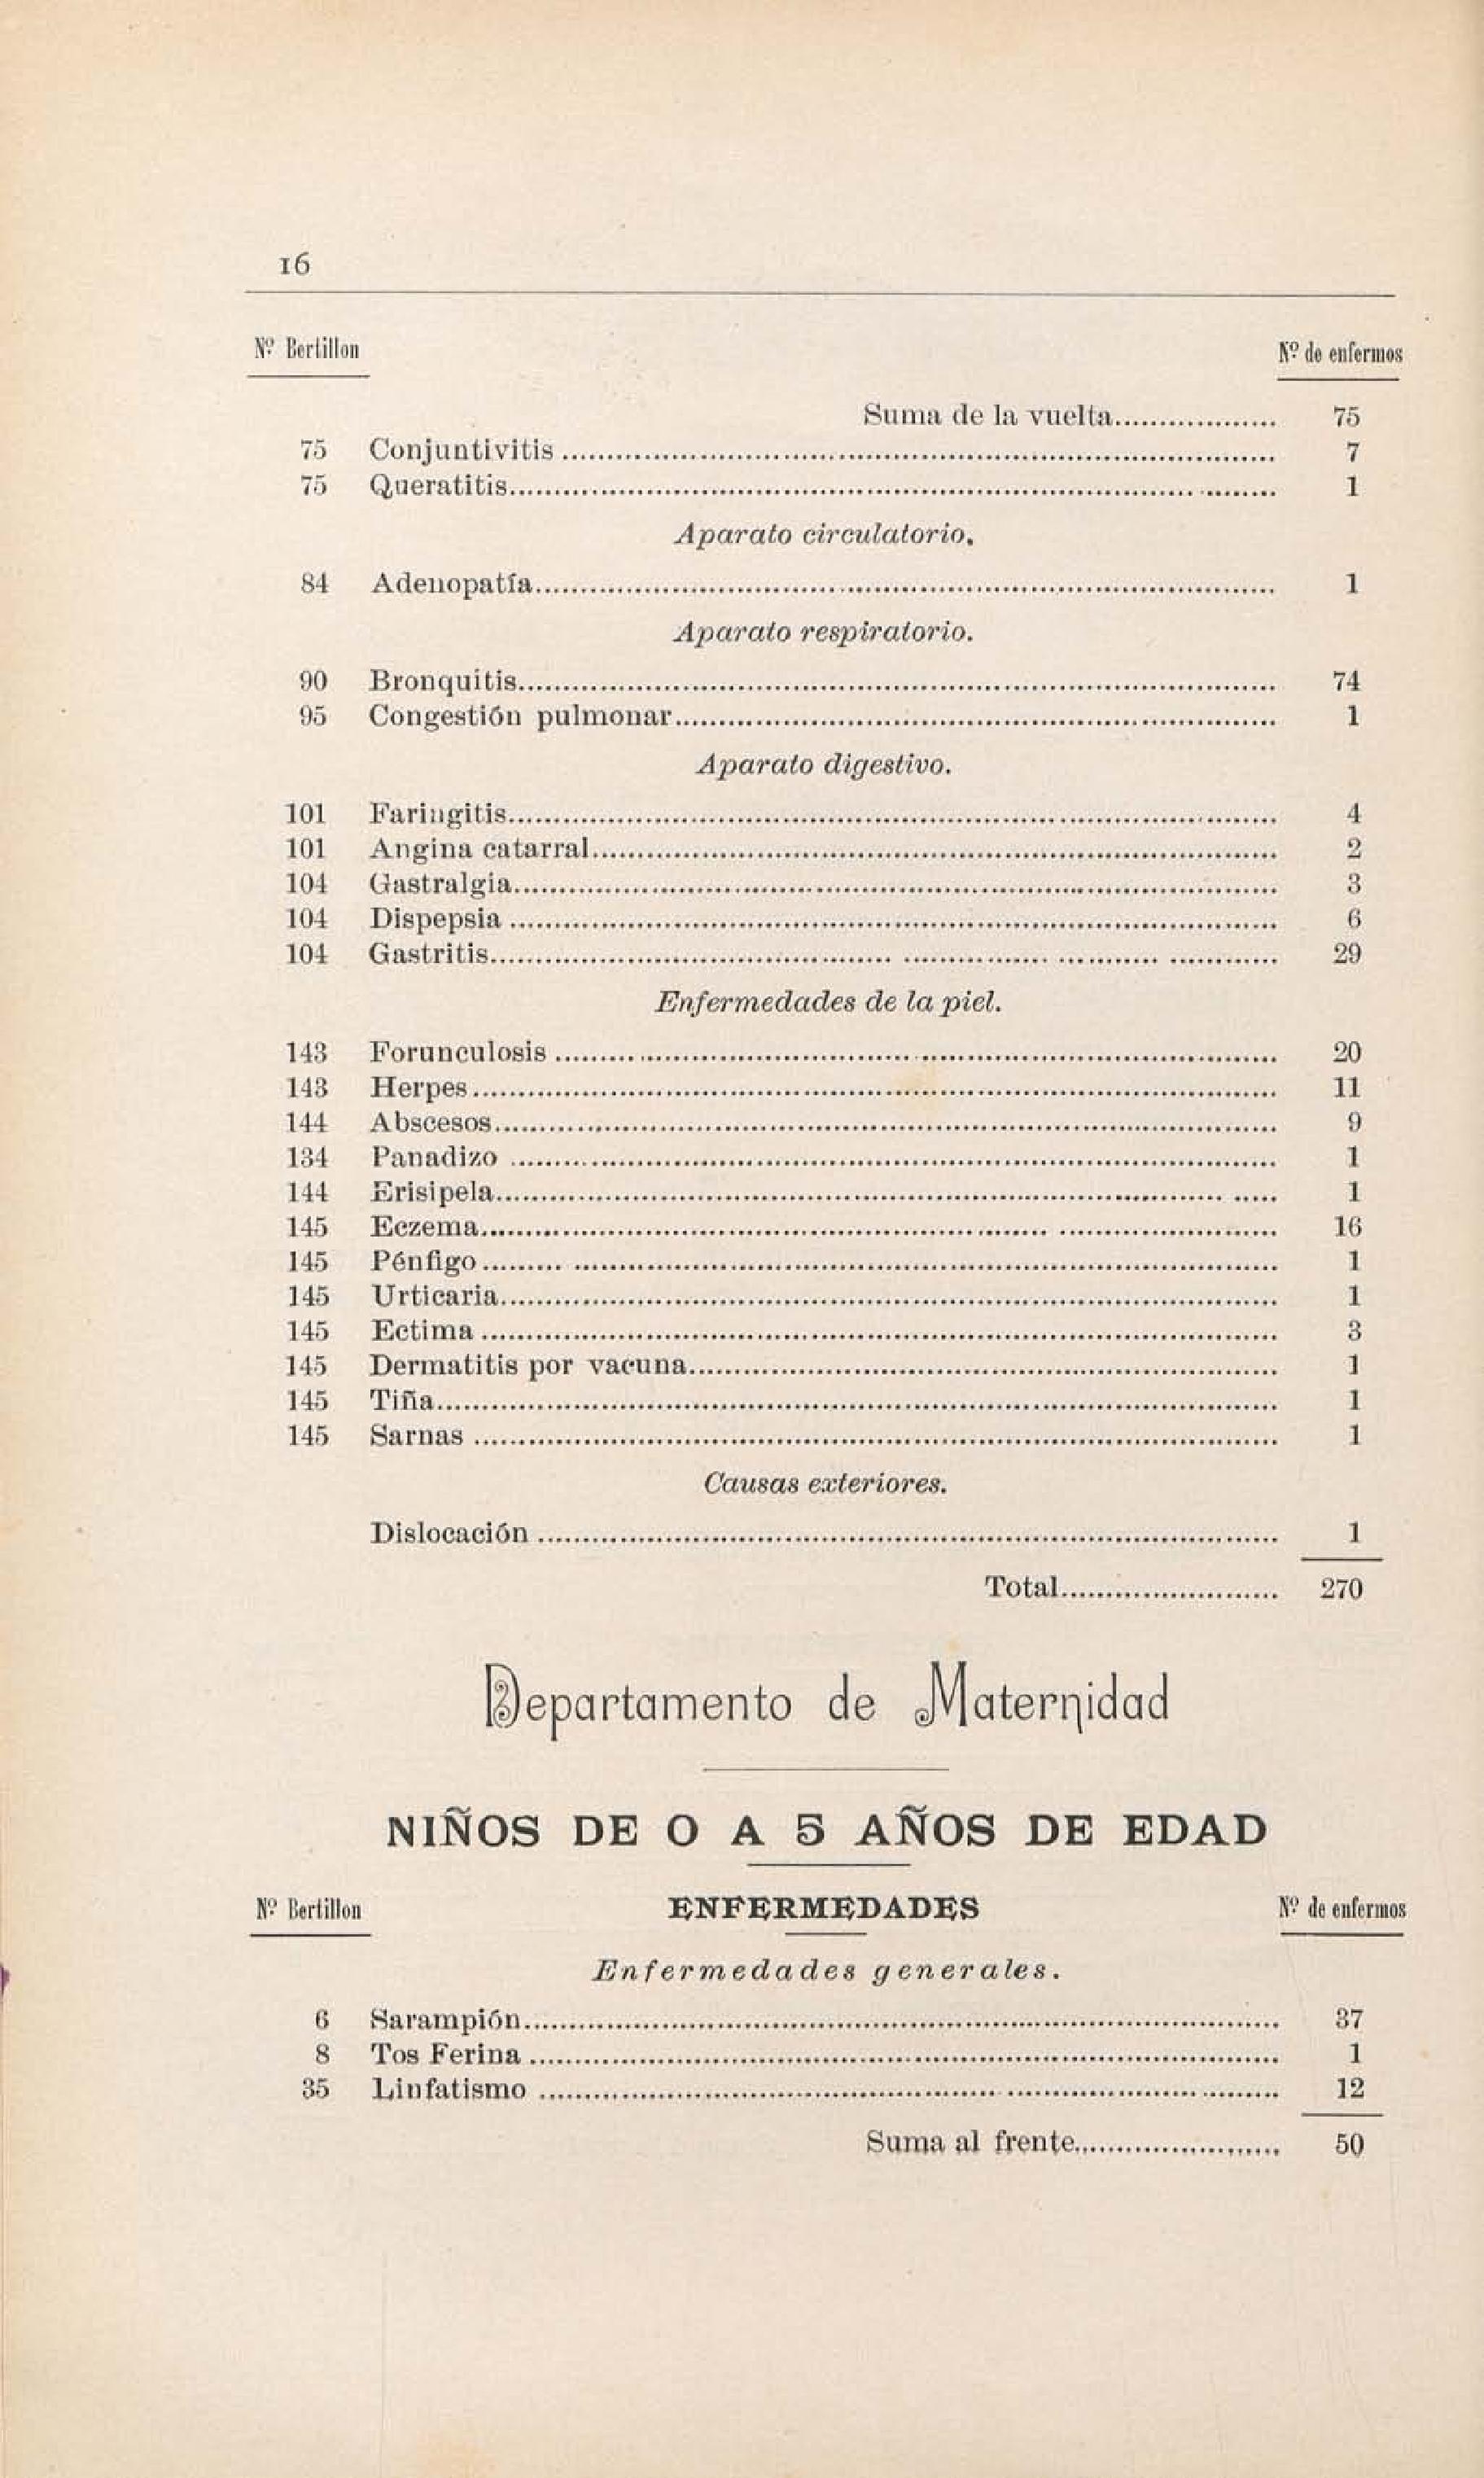 16
Nº Bertillon Nº de enfermos
Suma de la vuelta.................. 75
75 Conjuntivitis .................. 7
75 Queratitis.................. 1
Aparato circulatorio.
84 Adenopatía.................. 1
Aparato respiratorio.
90 Bronquitis.................. 74
95 Congestión pulmonar.................. 1
Aparato digestivo.
101 Faringitis.................. 4
101 Angina catarral.................. 2
104 Gastralgia.................. 3
104 Dispepsia .................. 6
104 Gastritis.................. 29
Enfermedades de la piel.
143 Forunculosis .................. 20
143 Herpes.................. 11
144 Abscesos.................. 9
134 Panadizo .................. 1
144 Erisipela.................. 1
145 Eczema.................. 16
145 Pénfigo.................. 1
145 Urticaria.................. 1
145 Ectima .................. 3
145 Dermatitis por vacuna.................. 1
145 Tiña.................. 1
145 Sarnas .................. 1
Causas exteriores.
Dislocación .................. 1
Total.................. 270
Departamento de Maternidad
NIÑOS DE 0 A 5 AÑOS DE EDAD
Nº Bertillon ENFERMEDADES Nº de enfermos
Enfermedades generales.
6 Sarampión.................. 37
8 Tos Ferina .................. 1
35 Linfatismo .................. 12
Suma al frente.................. 50